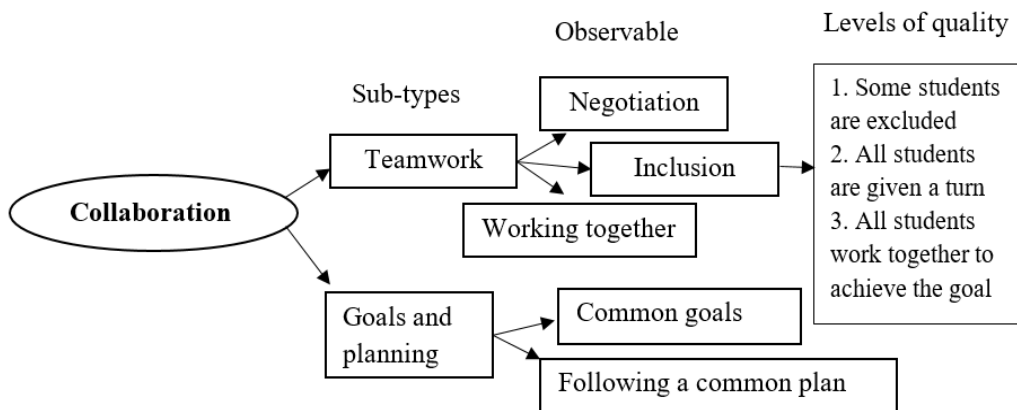 Levels of quality
Observable
Sub-types
Negotiation
Teamwork
Inclusion
Collaboration
Working together
1. Some students
are excluded
2. All students
are given a turn
3. All students
work together to
achieve the goal
Goals and
planning
Common goals
Following a common plan